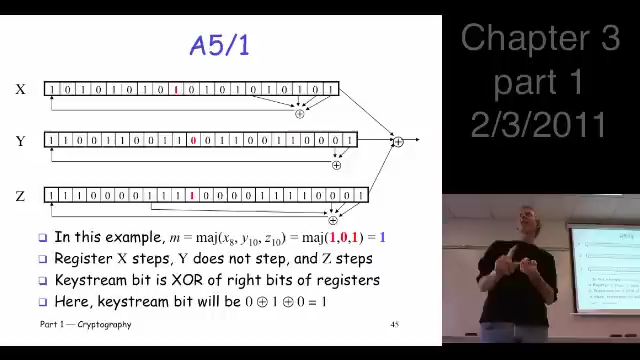 A5/1
Chapter 3
part 1
2/3/2011
X
1 0 1 0 1 0 1 0 1 0 1 0 1 0 1 0 1 0 1
Y
1 1 0 0 1 1 0 0 1 1 0 0 1 1 0 0 1 1 0 0 0 1
Z
1 1 1 0 0 0 0 1 1 1 1 0 0 0 0 1 1 1 1 0 0 0 1
In this example, m = maj(x₈, y₁₀, z₁₀) = maj(1,0,1) = 1
Register X steps, Y does not step, and Z steps
Keystream bit is XOR of right bits of registers
Here, keystream bit will be 0 ⊕ 1 ⊕ 0 = 1
Part 1 — Cryptography
45